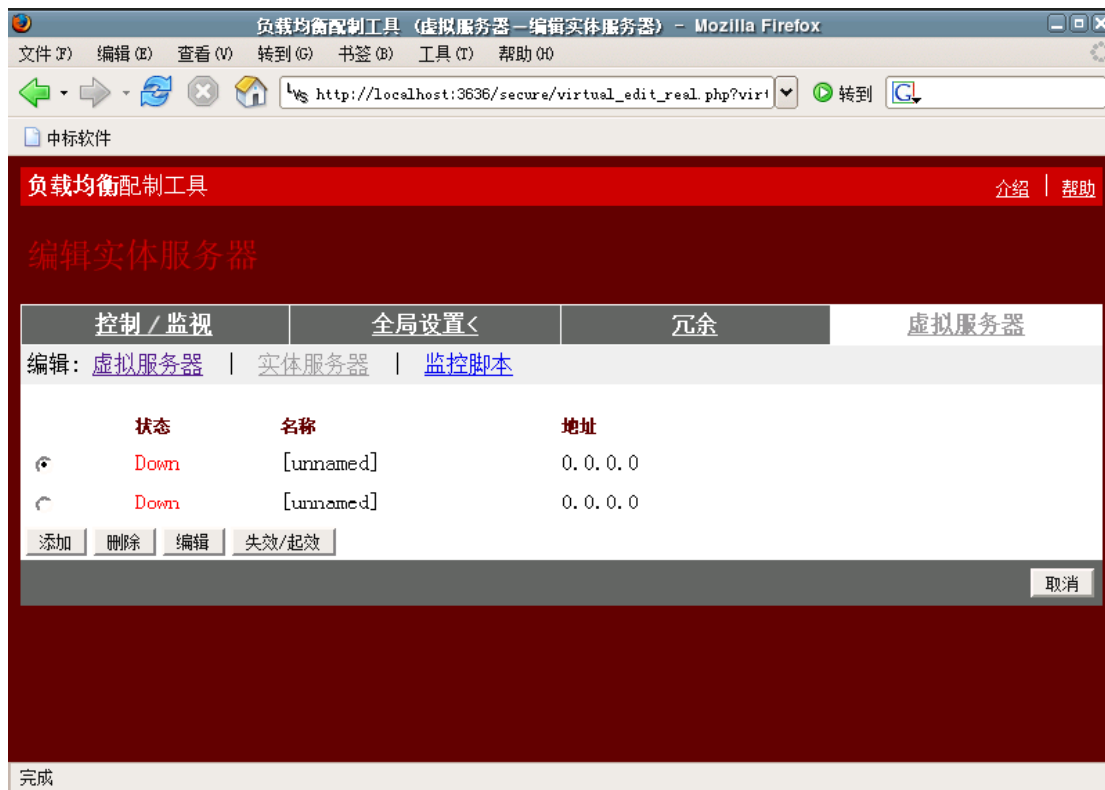 负载均衡配制工具 (虚拟服务器－编辑实体服务器) - Mozilla Firefox
文件(F) 编辑(E) 查看(V) 转到(G) 书签(B) 工具(T) 帮助(H)
http://localhost:3636/secure/virtual_edit_real.php?virt 转到
中标软件
负载均衡配制工具 介绍 | 帮助
编辑实体服务器
控制/监视 全局设置< 冗余 虚拟服务器
编辑: 虚拟服务器 | 实体服务器 | 监控脚本
状态 名称 地址
Down [unnamed] 0.0.0.0
Down [unnamed] 0.0.0.0
添加 删除 编辑 失效/起效
取消
完成